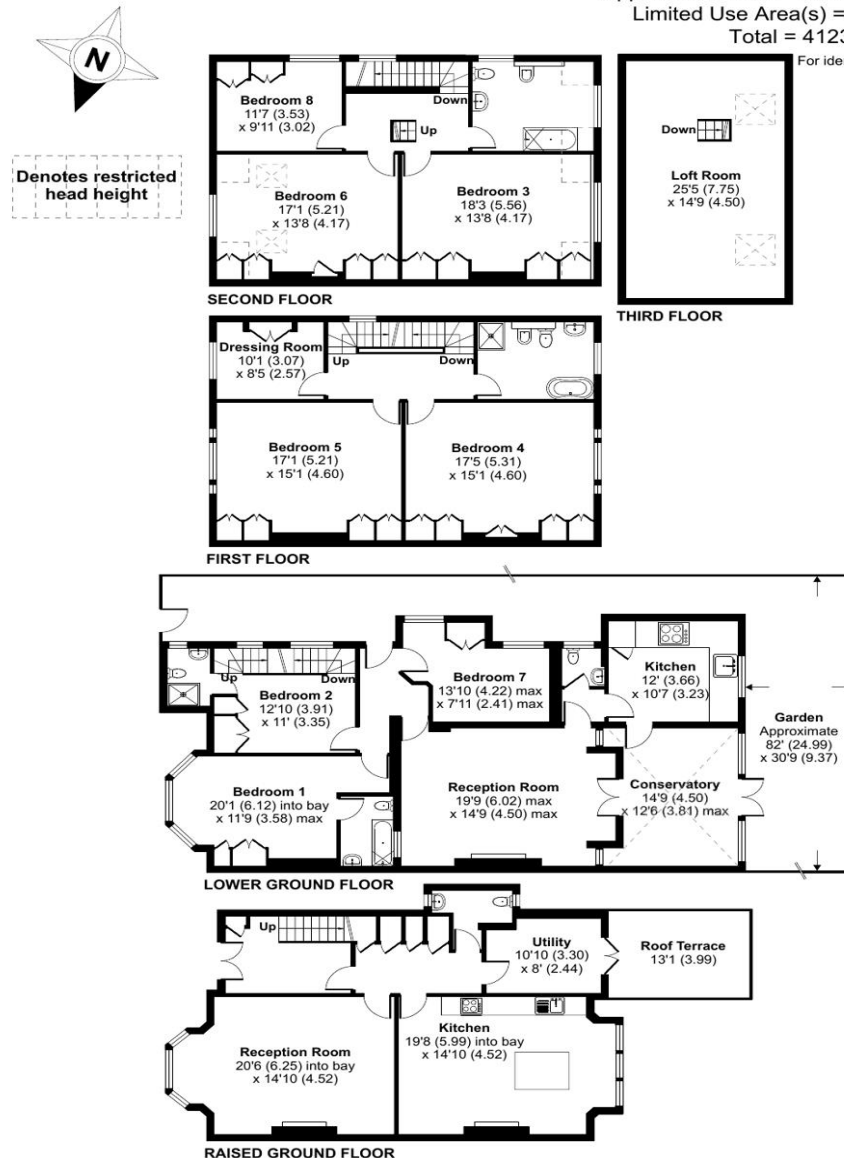 Limited Use Area(s) =
Total = 4123
For ide
N
Denotes restricted
head height
Bedroom 8
11'7 (3.53)
x 9'11 (3.02)
Down
Up
Bedroom 6
17'1 (5.21)
x 13'8 (4.17)
Bedroom 3
18'3 (5.56)
x 13'8 (4.17)
SECOND FLOOR
Down
Loft Room
25'5 (7.75)
x 14'9 (4.50)
THIRD FLOOR
Dressing Room
10'1 (3.07)
x 8'5 (2.57)
Up
Down
Bedroom 5
17'1 (5.21)
x 15'1 (4.60)
Bedroom 4
17'5 (5.31)
x 15'1 (4.60)
FIRST FLOOR
Up
Down
Bedroom 2
12'10 (3.91)
x 11' (3.35)
Bedroom 7
13'10 (4.22) max
x 7'11 (2.41) max
Kitchen
12' (3.66)
x 10'7 (3.23)
Garden
Approximate
82' (24.99)
x 30'9 (9.37)
Bedroom 1
20'1 (6.12) into bay
x 11'9 (3.58) max
Reception Room
19'9 (6.02) max
x 14'9 (4.50) max
Conservatory
14'9 (4.50)
x 12'6 (3.81) max
LOWER GROUND FLOOR
Up
Utility
10'10 (3.30)
x 8' (2.44)
Roof Terrace
13'1 (3.99)
Reception Room
20'6 (6.25) into bay
x 14'10 (4.52)
Kitchen
19'8 (5.99) into bay
x 14'10 (4.52)
RAISED GROUND FLOOR